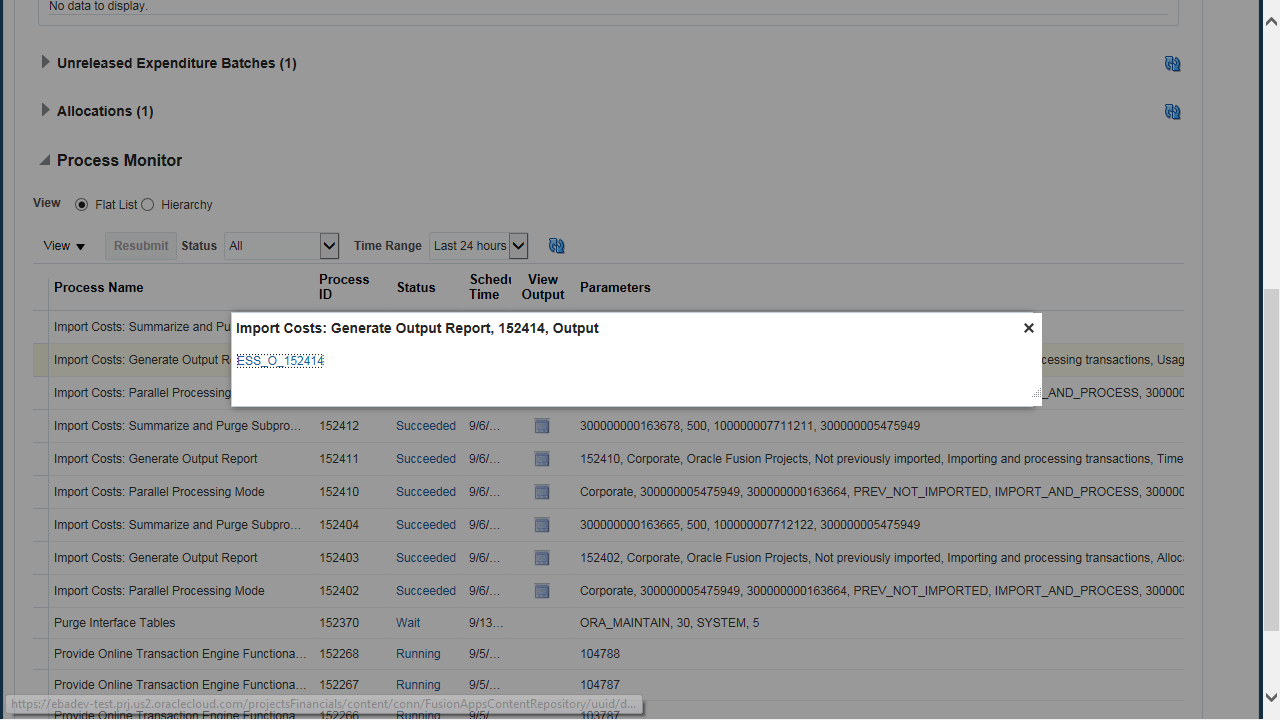 No data to display.
Unreleased Expenditure Batches (1)
Allocations (1)
Process Monitor
View Flat List Hierarchy
View Resubmit Status All Time Range Last 24 hours
Process Name Process ID Status Schedu Time View Output Parameters
Import Costs: Summarize and Pu
Import Costs: Generate Output Report, 152414, Output
Import Costs: Generate Output R cessing transactions, Usag
ESS_O_152414
Import Costs: Parallel Processing _AND_PROCESS, 300000
Import Costs: Summarize and Purge Subpro... 152412 Succeeded 9/6/... 300000000163678, 500, 100000007711211, 300000005475949
Import Costs: Generate Output Report 152411 Succeeded 9/6/... 152410, Corporate, Oracle Fusion Projects, Not previously imported, Importing and processing transactions, Time
Import Costs: Parallel Processing Mode 152410 Succeeded 9/6/... Corporate, 300000005475949, 300000000163664, PREV_NOT_IMPORTED, IMPORT_AND_PROCESS, 300000
Import Costs: Summarize and Purge Subpro... 152404 Succeeded 9/6/... 300000000163665, 500, 100000007712122, 300000005475949
Import Costs: Generate Output Report 152403 Succeeded 9/6/... 152402, Corporate, Oracle Fusion Projects, Not previously imported, Importing and processing transactions, Alloca
Import Costs: Parallel Processing Mode 152402 Succeeded 9/6/... Corporate, 300000005475949, 300000000163664, PREV_NOT_IMPORTED, IMPORT_AND_PROCESS, 300000
Purge Interface Tables 152370 Wait 9/13... ORA_MAINTAIN, 30, SYSTEM, 5
Provide Online Transaction Engine Functiona... 152268 Running 9/5/... 104788
Provide Online Transaction Engine Functiona... 152267 Running 9/5/... 104787
https://ebadev-test.prj.us2.oraclecloud.com/projectsFinancials/content/conn/FusionAppsContentRepository/uuid/d...
Provide Online Transaction Engine Functiona... 152266 Running 9/5/... 103787